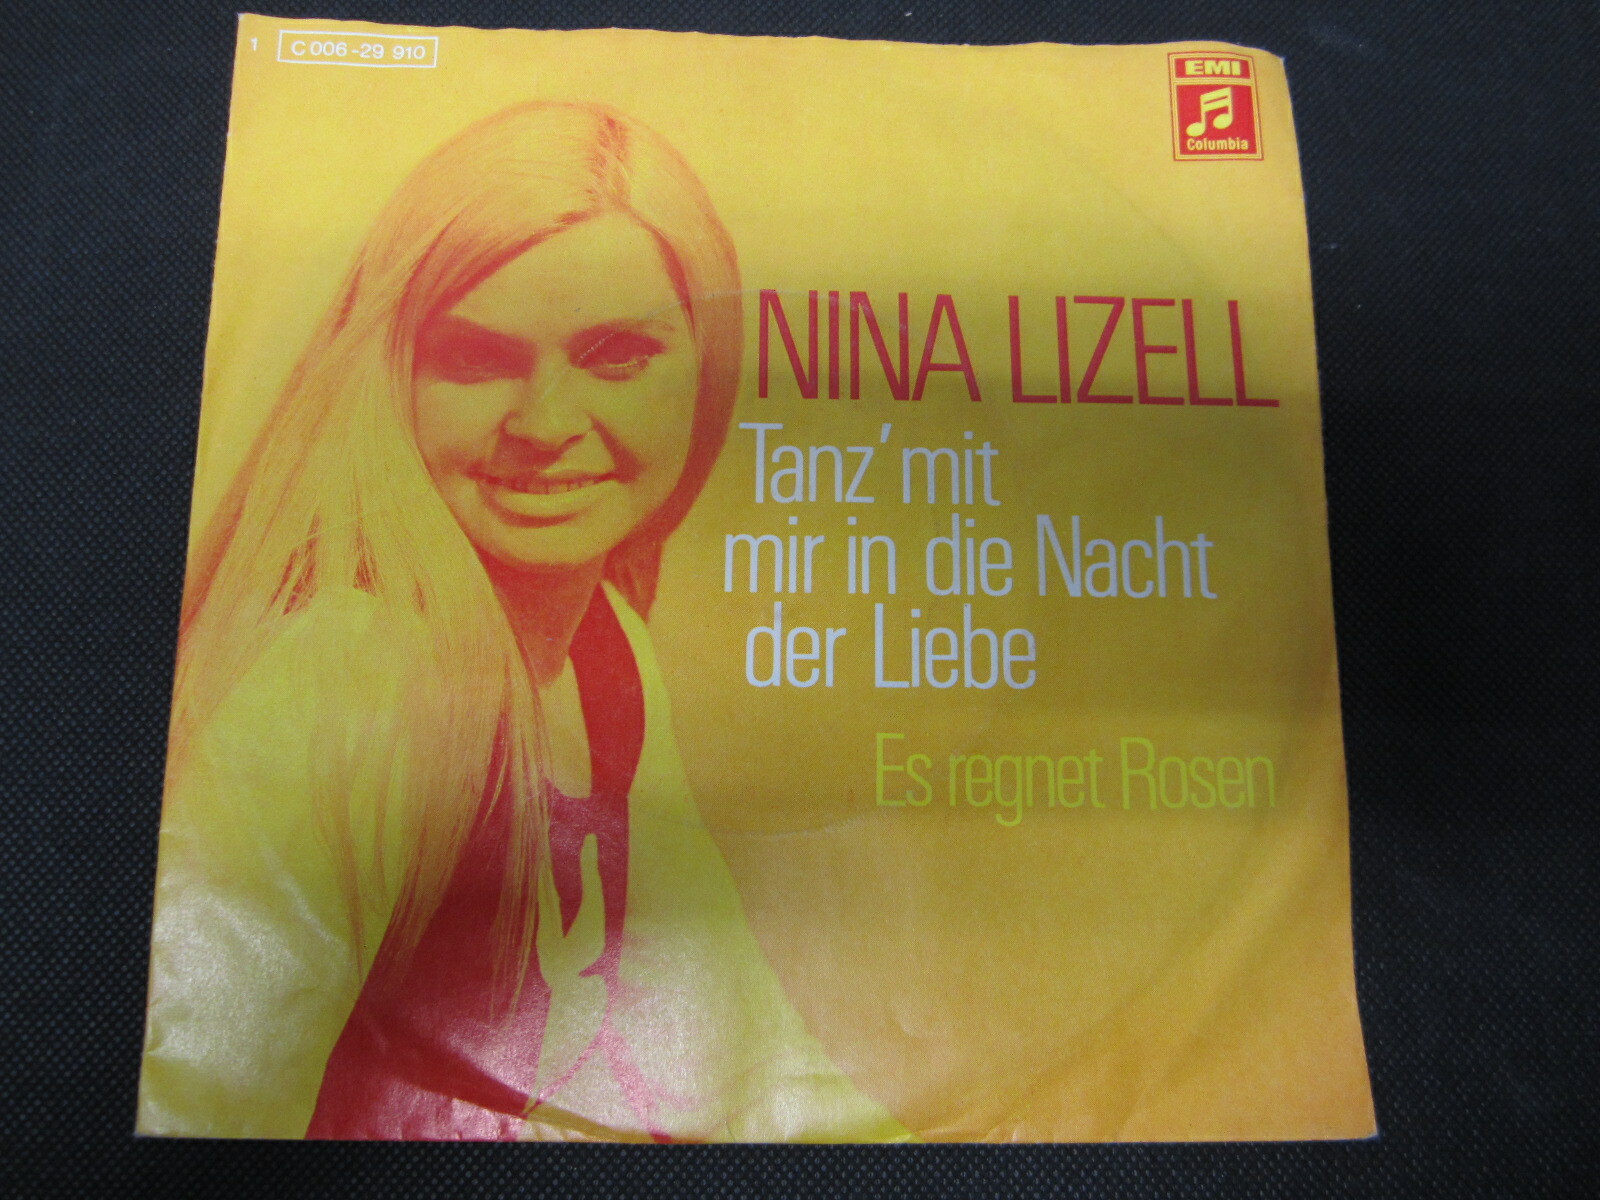 1 C 006-29 910
EMI
Columbia
NINA LIZELL
Tanz' mit
mir in die Nacht
der Liebe
Es regnet Rosen